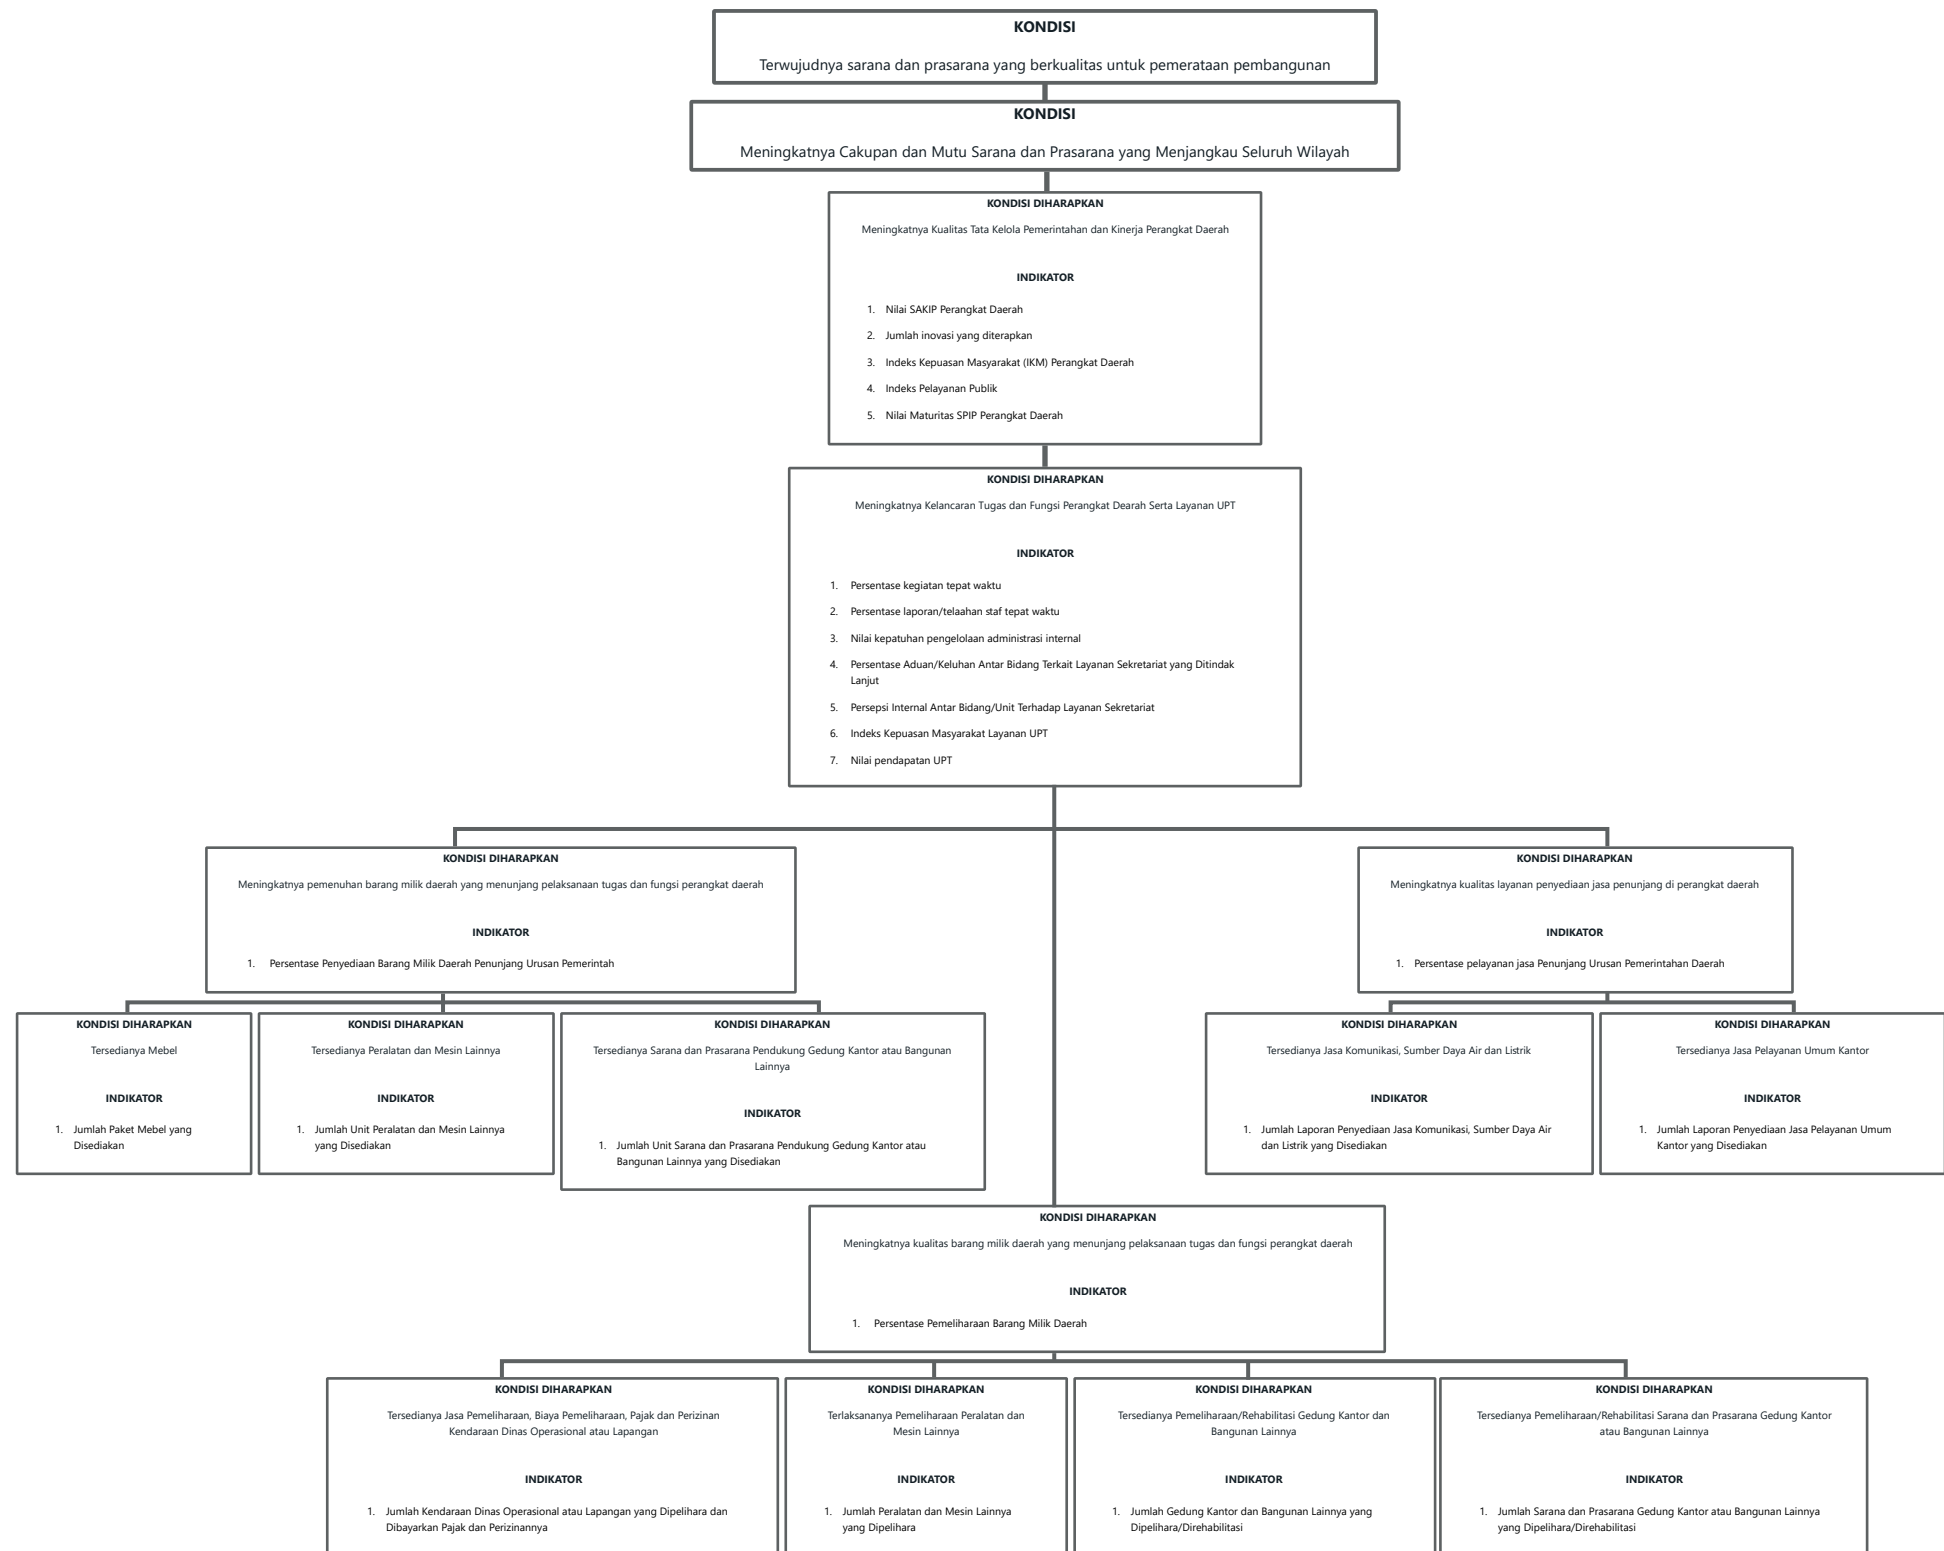 KONDISI
Terwujudnya sarana dan prasarana yang berkualitas untuk pemerataan pembangunan
KONDISI
Meningkatnya Cakupan dan Mutu Sarana dan Prasarana yang Menjangkau Seluruh Wilayah
KONDISI DIHARAPKAN
Meningkatnya Kualitas Tata Kelola Pemerintahan dan Kinerja Perangkat Daerah
INDIKATOR
1. Nilai SAKIP Perangkat Daerah
2. Jumlah inovasi yang diterapkan
3. Indeks Kepuasan Masyarakat (IKM) Perangkat Daerah
4. Indeks Pelayanan Publik
5. Nilai Maturitas SPIP Perangkat Daerah
KONDISI DIHARAPKAN
Meningkatnya Kelancaran Tugas dan Fungsi Perangkat Dearah Serta Layanan UPT
INDIKATOR
1. Persentase kegiatan tepat waktu
2. Persentase laporan/telaahan staf tepat waktu
3. Nilai kepatuhan pengelolaan administrasi internal
4. Persentase Aduan/Keluhan Antar Bidang Terkait Layanan Sekretariat yang Ditindak
Lanjut
5. Persepsi Internal Antar Bidang/Unit Terhadap Layanan Sekretariat
6. Indeks Kepuasan Masyarakat Layanan UPT
7. Nilai pendapatan UPT
KONDISI DIHARAPKAN
Meningkatnya pemenuhan barang milik daerah yang menunjang pelaksanaan tugas dan fungsi perangkat daerah
INDIKATOR
1. Persentase Penyediaan Barang Milik Daerah Penunjang Urusan Pemerintah
KONDISI DIHARAPKAN
Meningkatnya kualitas layanan penyediaan jasa penunjang di perangkat daerah
INDIKATOR
1. Persentase pelayanan jasa Penunjang Urusan Pemerintahan Daerah
KONDISI DIHARAPKAN
Tersedianya Mebel
INDIKATOR
1. Jumlah Paket Mebel yang
Disediakan
KONDISI DIHARAPKAN
Tersedianya Peralatan dan Mesin Lainnya
INDIKATOR
1. Jumlah Unit Peralatan dan Mesin Lainnya
yang Disediakan
KONDISI DIHARAPKAN
Tersedianya Sarana dan Prasarana Pendukung Gedung Kantor atau Bangunan
Lainnya
INDIKATOR
1. Jumlah Unit Sarana dan Prasarana Pendukung Gedung Kantor atau
Bangunan Lainnya yang Disediakan
KONDISI DIHARAPKAN
Tersedianya Jasa Komunikasi, Sumber Daya Air dan Listrik
INDIKATOR
1. Jumlah Laporan Penyediaan Jasa Komunikasi, Sumber Daya Air
dan Listrik yang Disediakan
KONDISI DIHARAPKAN
Tersedianya Jasa Pelayanan Umum Kantor
INDIKATOR
1. Jumlah Laporan Penyediaan Jasa Pelayanan Umum
Kantor yang Disediakan
KONDISI DIHARAPKAN
Meningkatnya kualitas barang milik daerah yang menunjang pelaksanaan tugas dan fungsi perangkat daerah
INDIKATOR
1. Persentase Pemeliharaan Barang Milik Daerah
KONDISI DIHARAPKAN
Tersedianya Jasa Pemeliharaan, Biaya Pemeliharaan, Pajak dan Perizinan
Kendaraan Dinas Operasional atau Lapangan
INDIKATOR
1. Jumlah Kendaraan Dinas Operasional atau Lapangan yang Dipelihara dan
Dibayarkan Pajak dan Perizinannya
KONDISI DIHARAPKAN
Terlaksananya Pemeliharaan Peralatan dan
Mesin Lainnya
INDIKATOR
1. Jumlah Peralatan dan Mesin Lainnya
yang Dipelihara
KONDISI DIHARAPKAN
Tersedianya Pemeliharaan/Rehabilitasi Gedung Kantor dan
Bangunan Lainnya
INDIKATOR
1. Jumlah Gedung Kantor dan Bangunan Lainnya yang
Dipelihara/Direhabilitasi
KONDISI DIHARAPKAN
Tersedianya Pemeliharaan/Rehabilitasi Sarana dan Prasarana Gedung Kantor
atau Bangunan Lainnya
INDIKATOR
1. Jumlah Sarana dan Prasarana Gedung Kantor atau Bangunan Lainnya
yang Dipelihara/Direhabilitasi